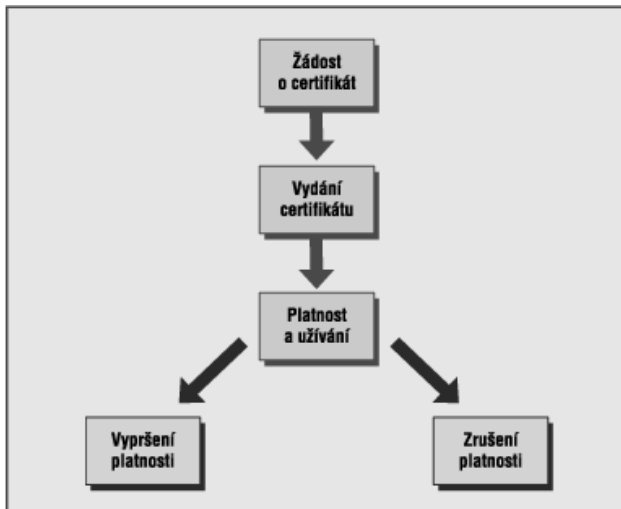 Žádost
o certifikát
Vydání
certifikátu
Platnost
a užívání
Vypršení
platnosti
Zrušení
platnosti